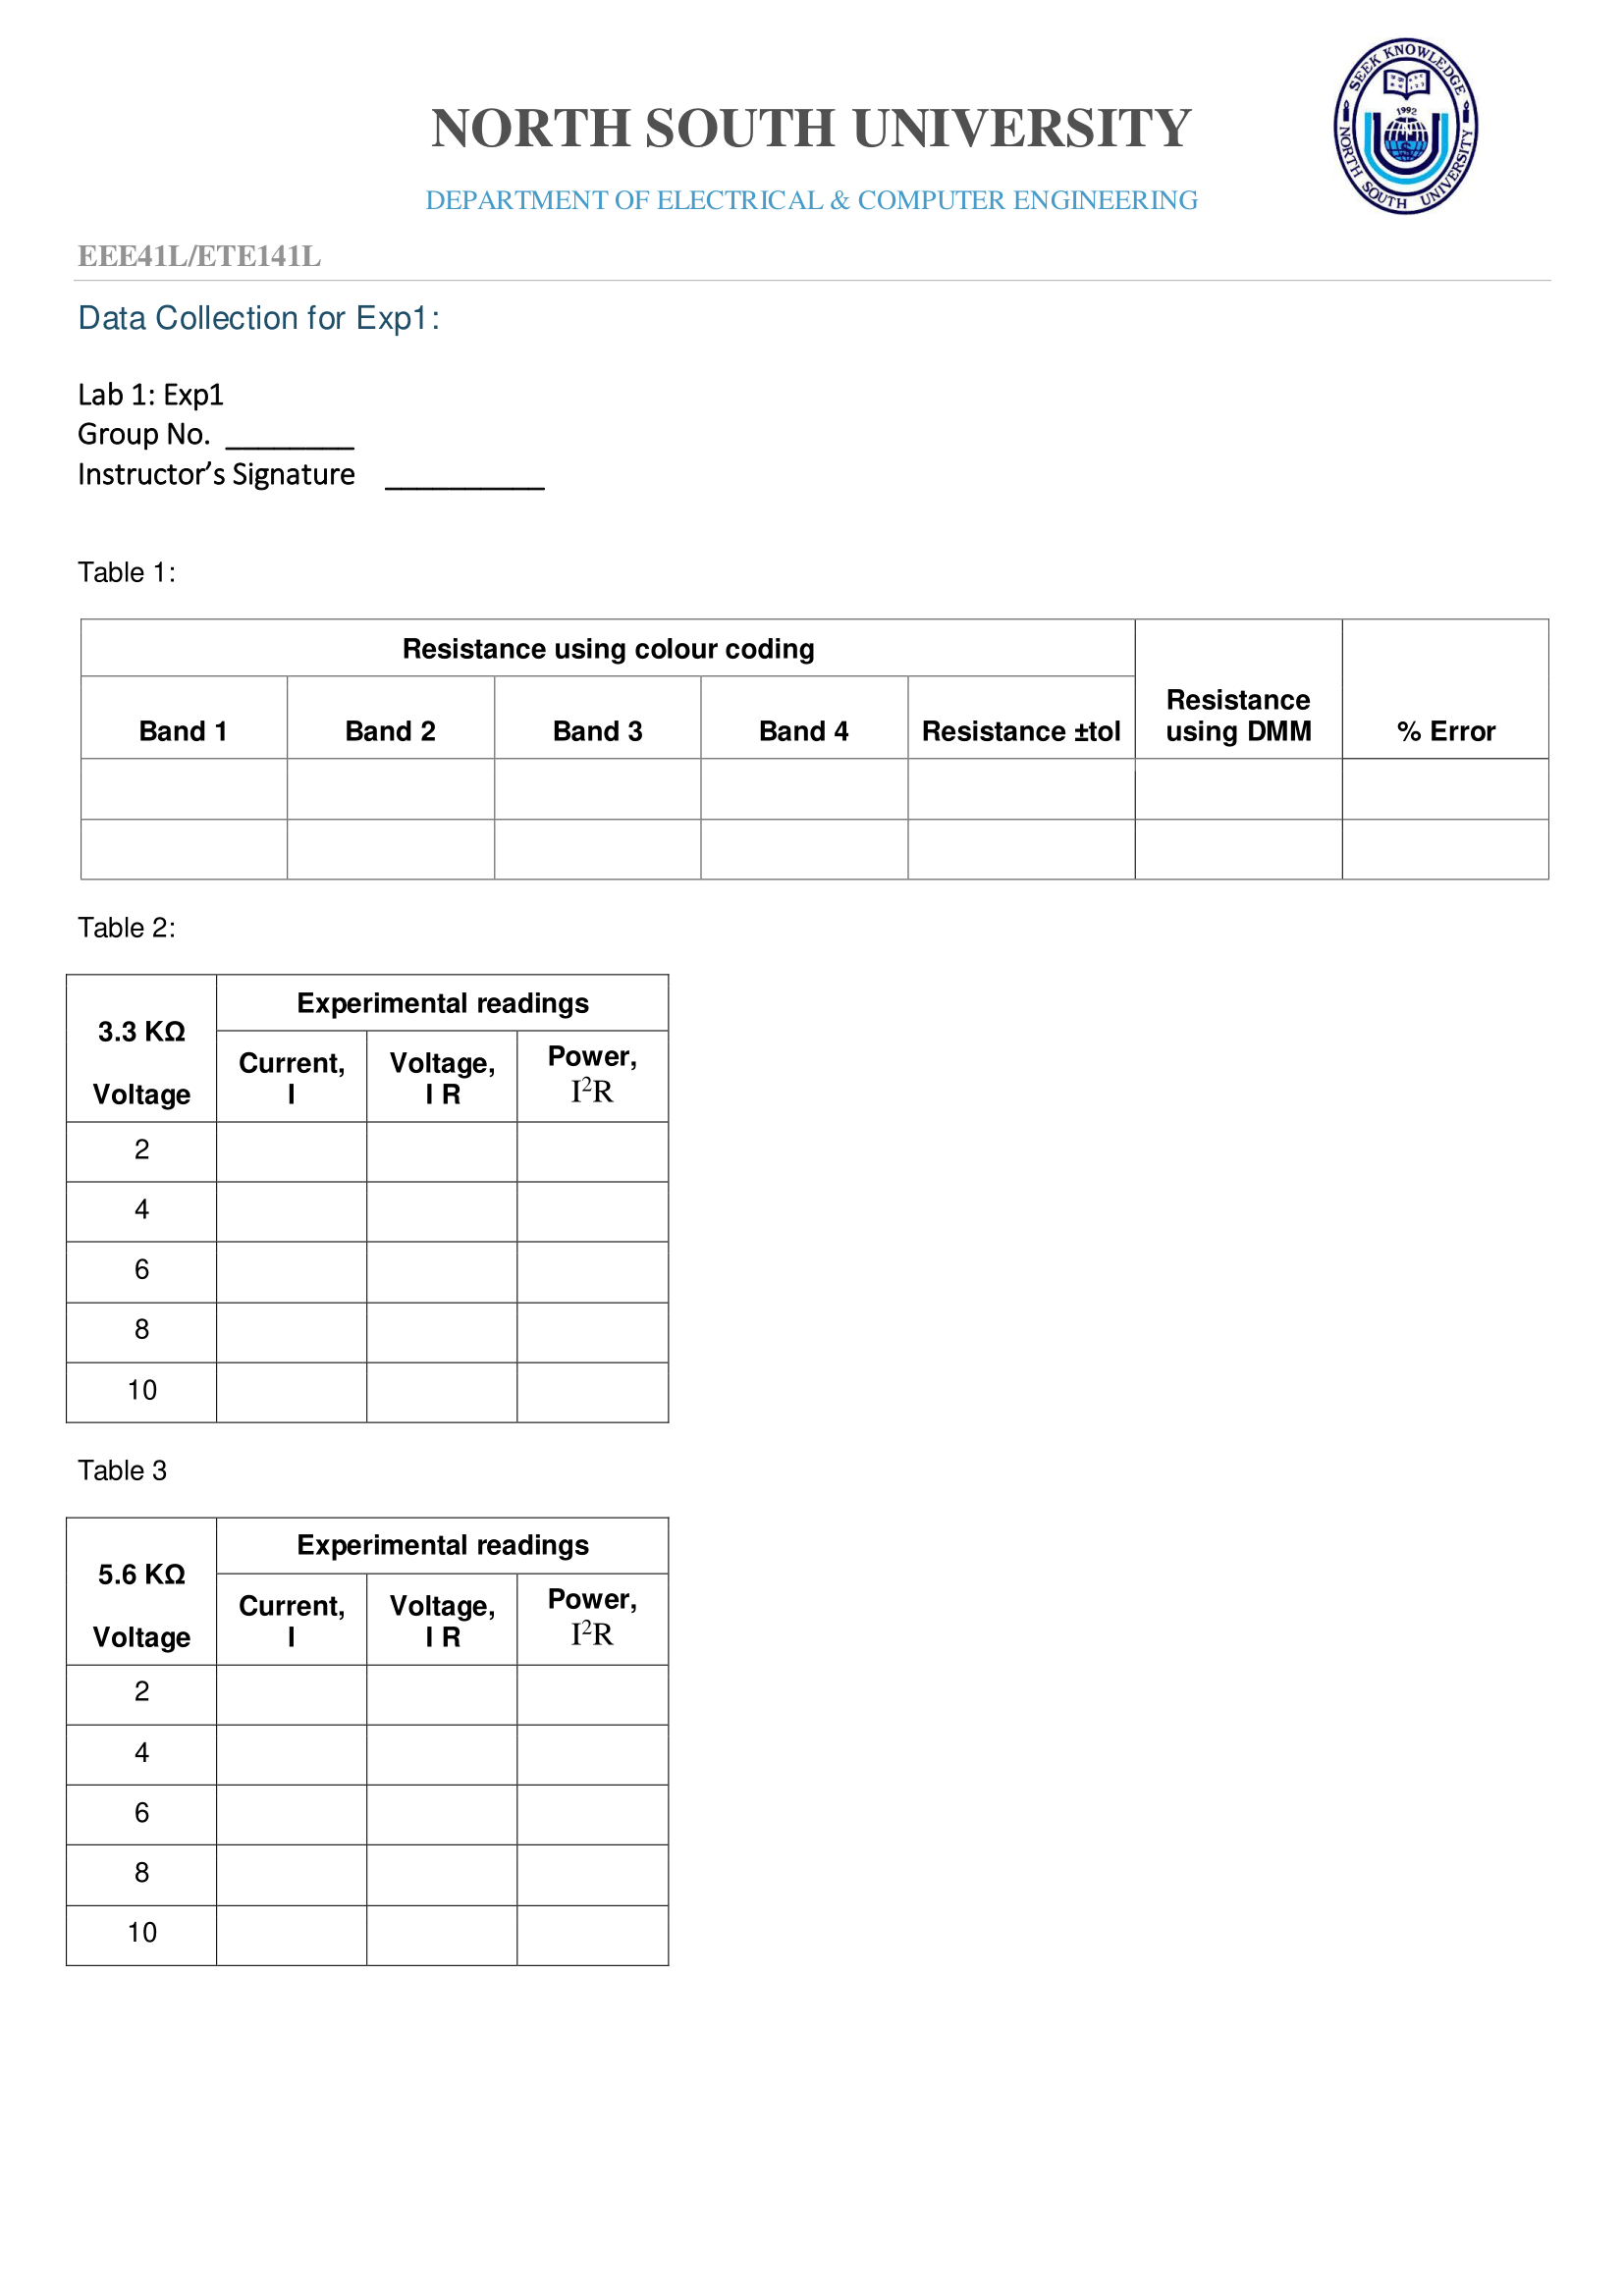 NORTH SOUTH UNIVERSITY
SEEK KNOWLEDGE
1992
NORTH SOUTH UNIVERSITY
DEPARTMENT OF ELECTRICAL & COMPUTER ENGINEERING
EEE41L/ETE141L
Data Collection for Exp1:
Lab 1: Exp1
Group No. ________
Instructor’s Signature __________
Table 1:
Resistance using colour coding
Band 1 Band 2 Band 3 Band 4 Resistance ±tol Resistance using DMM % Error
Table 2:
3.3 KΩ Voltage Experimental readings
Current, I Voltage, I R Power, I²R
2
4
6
8
10
Table 3
5.6 KΩ Voltage Experimental readings
Current, I Voltage, I R Power, I²R
2
4
6
8
10